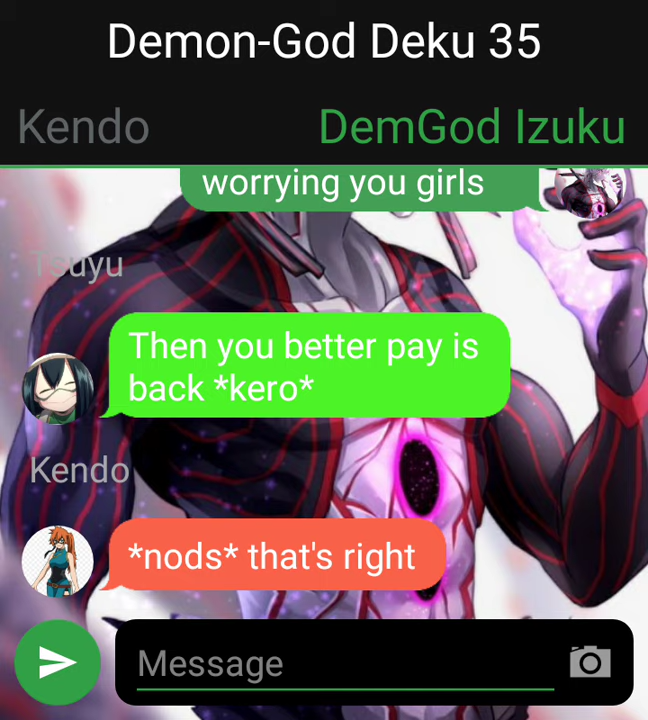 Demon-God Deku 35
Kendo
DemGod Izuku
worrying you girls
Tsuyu
Then you better pay is
back *kero*
Kendo
*nods* that's right
Message